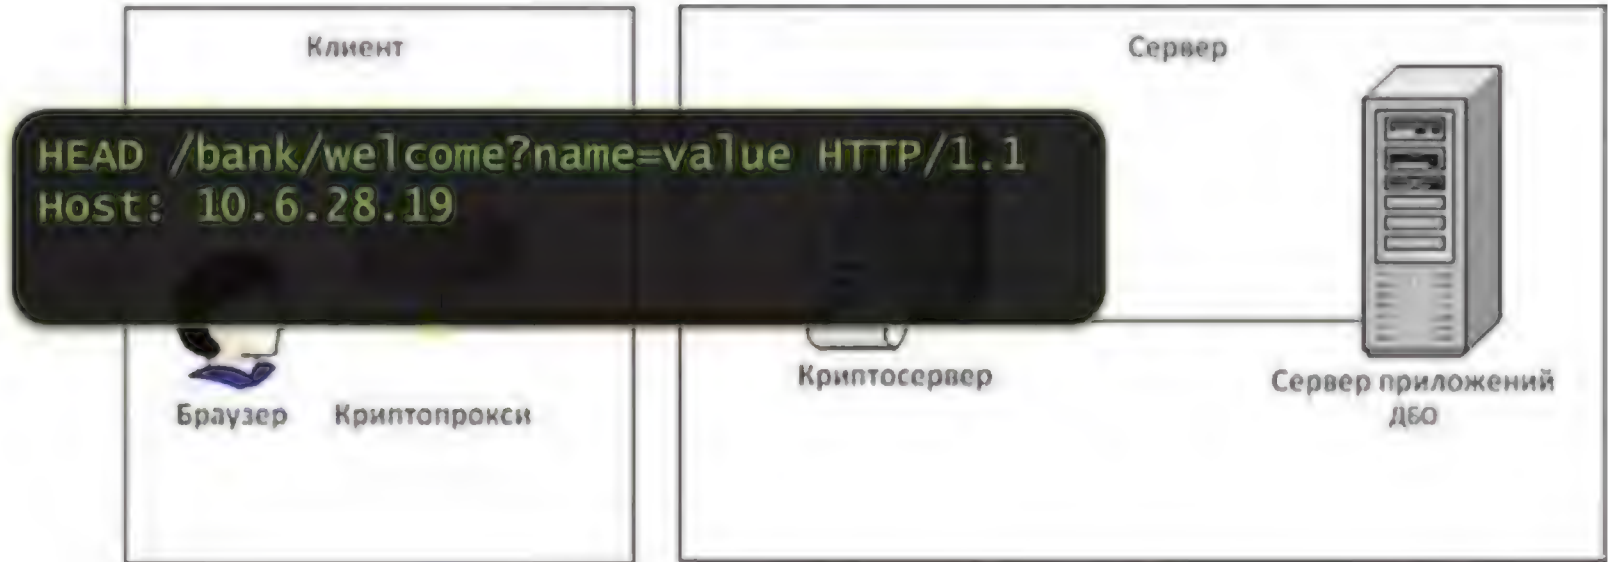 Клиент
Сервер
HEAD /bank/welcome?name=value HTTP/1.1
Host: 10.6.28.19
Криптосервер
Сервер приложений
ДБО
Браузер
Криптопрокси